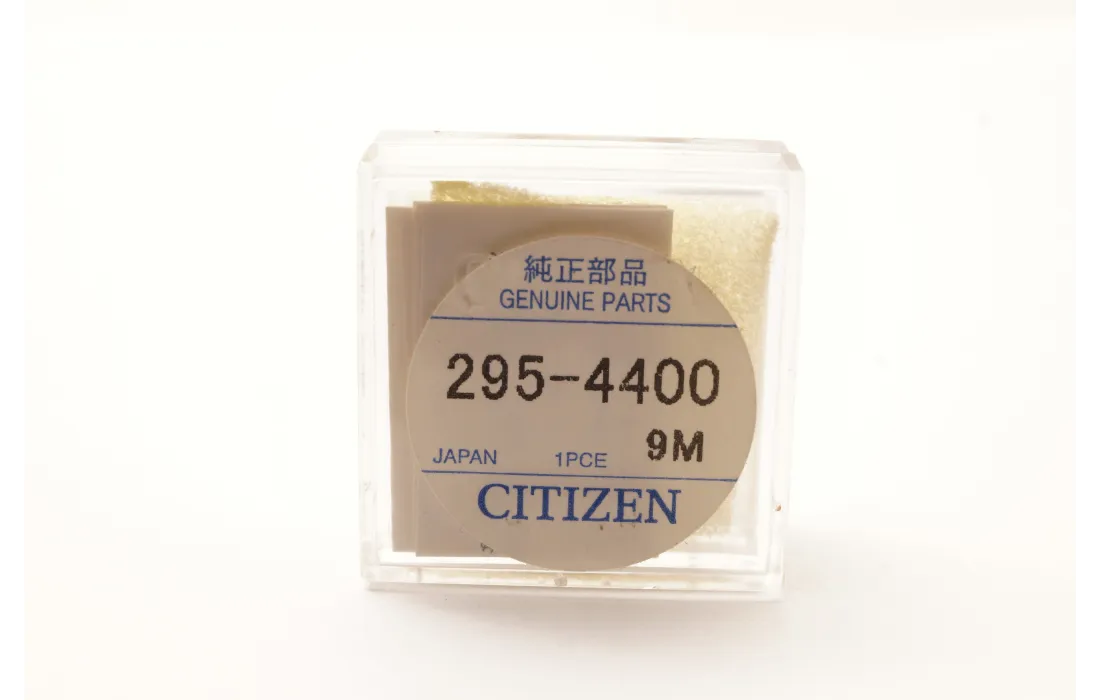 純正部品
GENUINE PARTS
295-4400
9M
JAPAN 1PCE
CITIZEN